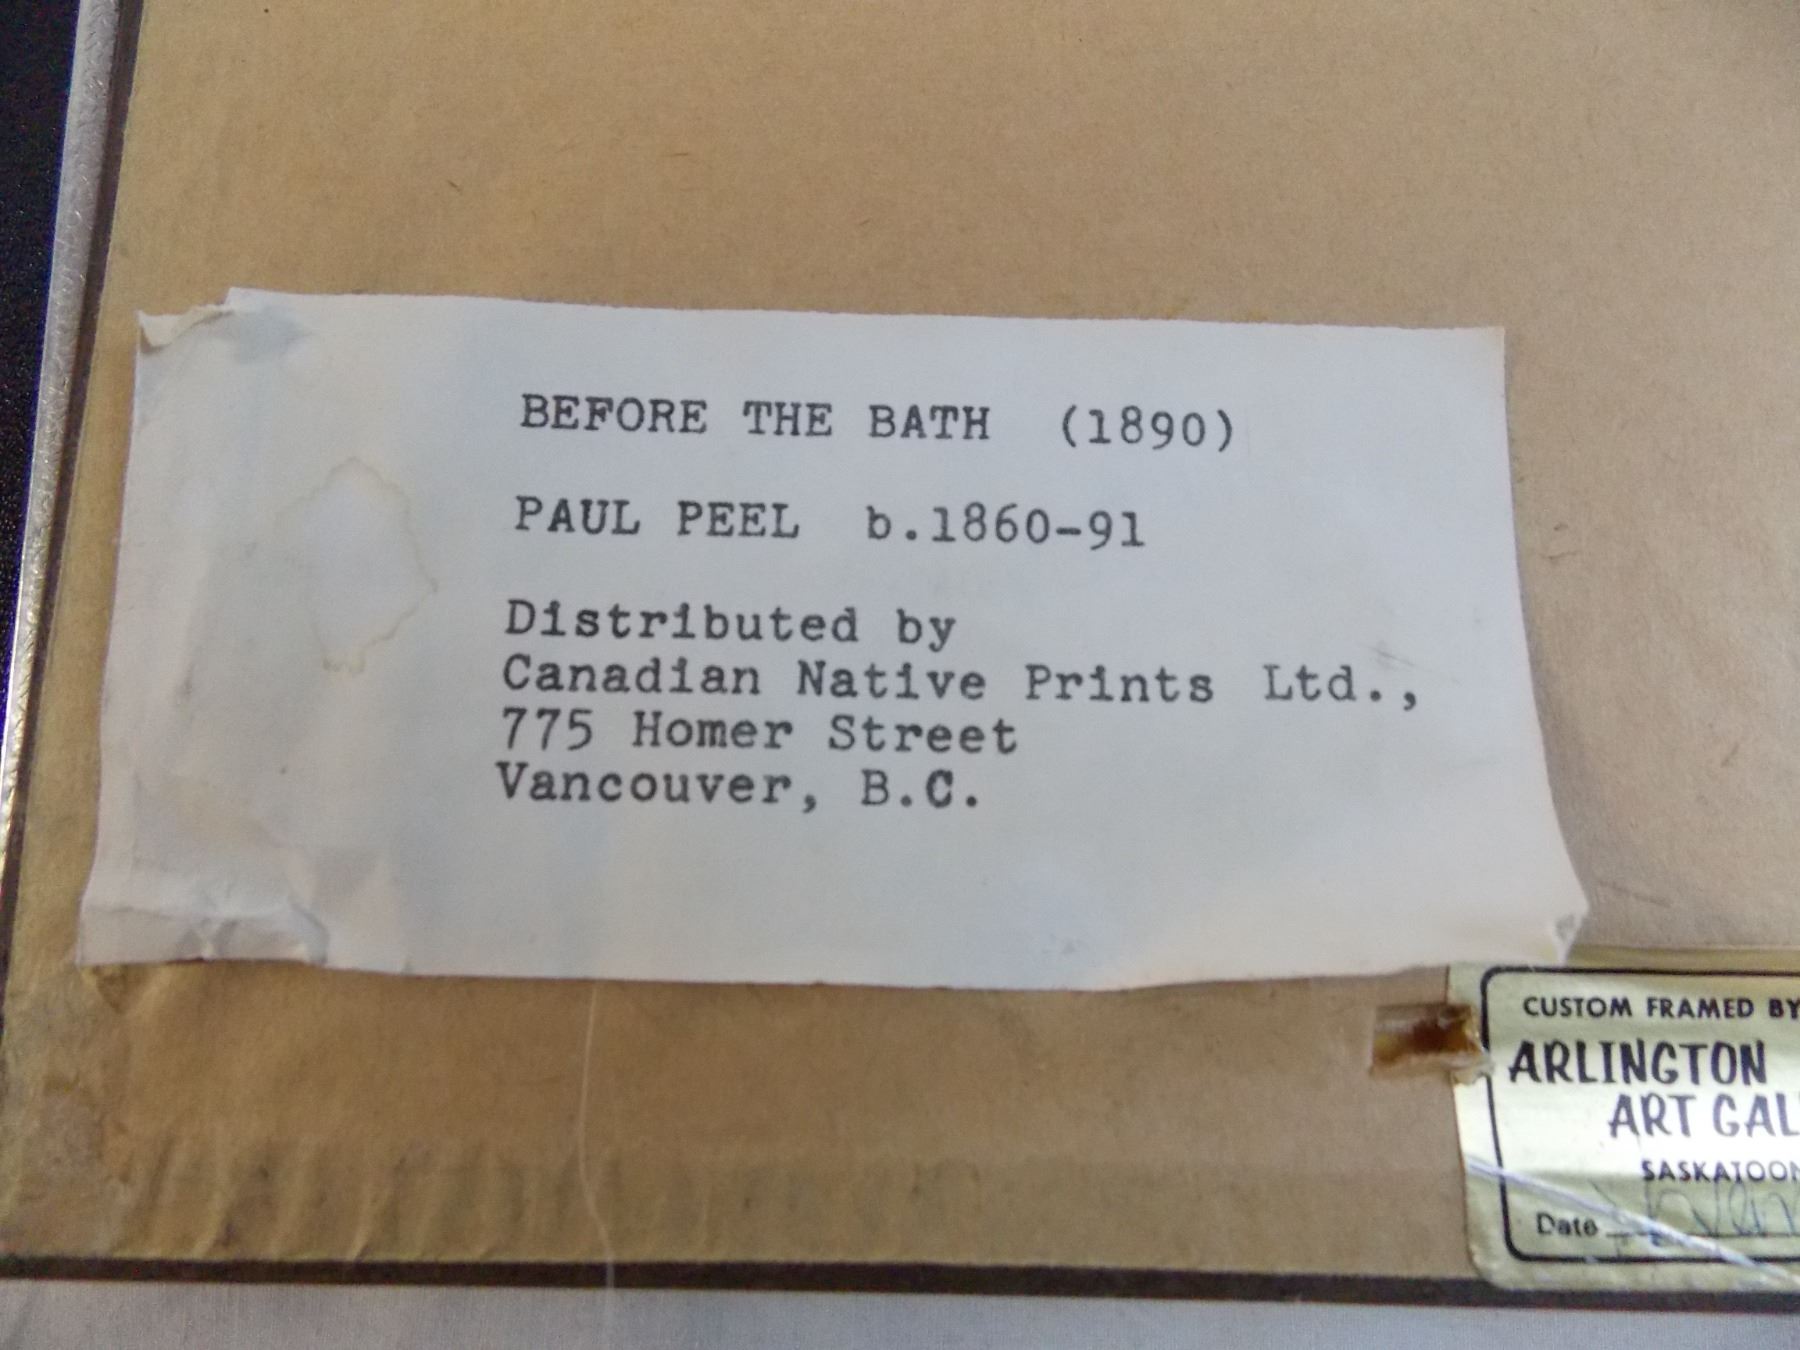 BEFORE THE BATH (1890)
PAUL PEEL b.1860-91
Distributed by
Canadian Native Prints Ltd.,
775 Homer Street
Vancouver, B.C.
CUSTOM FRAMED BY
ARLINGTON
ART GAL
SASKATOON
Date